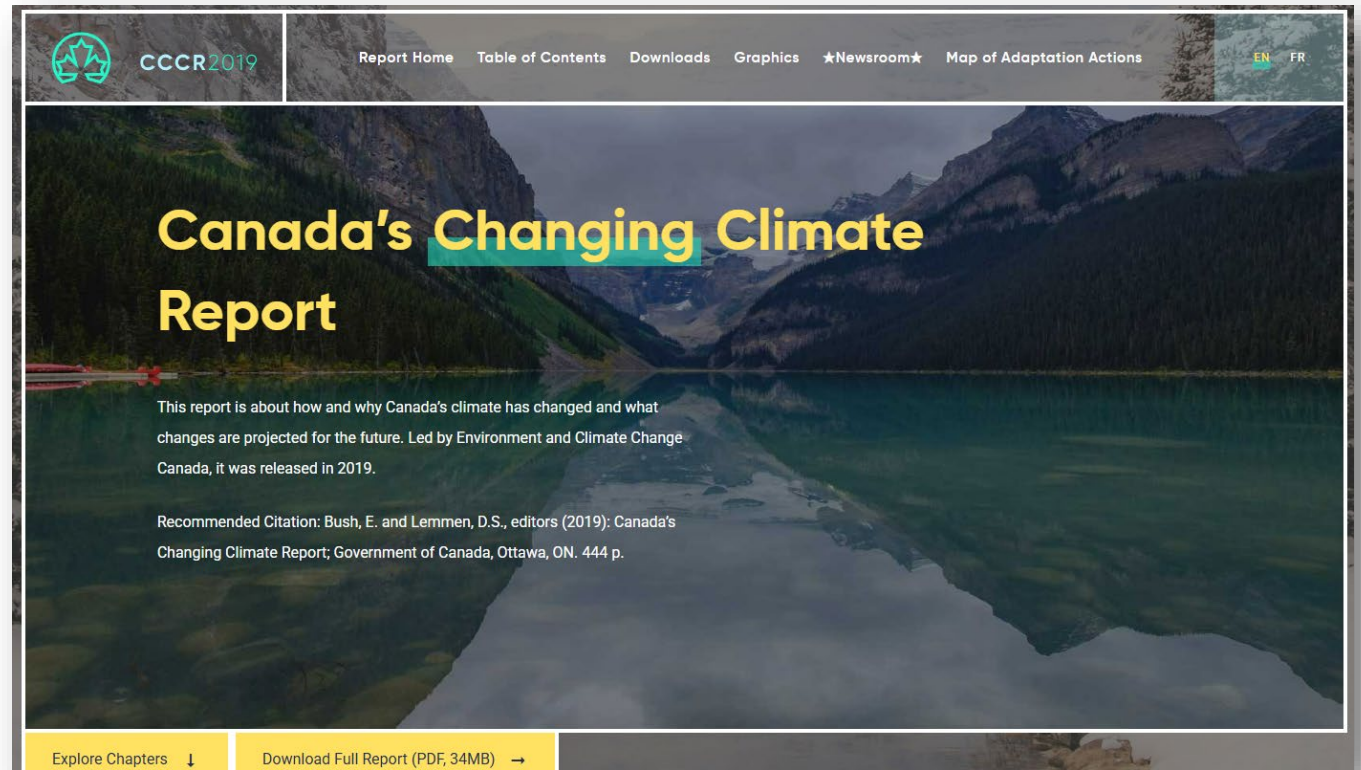 CCCR2019
Report Home Table of Contents Downloads Graphics ★Newsroom★ Map of Adaptation Actions
EN FR
Canada's Changing Climate
Report
This report is about how and why Canada's climate has changed and what
changes are projected for the future. Led by Environment and Climate Change
Canada, it was released in 2019.
Recommended Citation: Bush, E. and Lemmen, D.S., editors (2019): Canada's
Changing Climate Report; Government of Canada, Ottawa, ON. 444 p.
Explore Chapters ↓
Download Full Report (PDF, 34MB) →